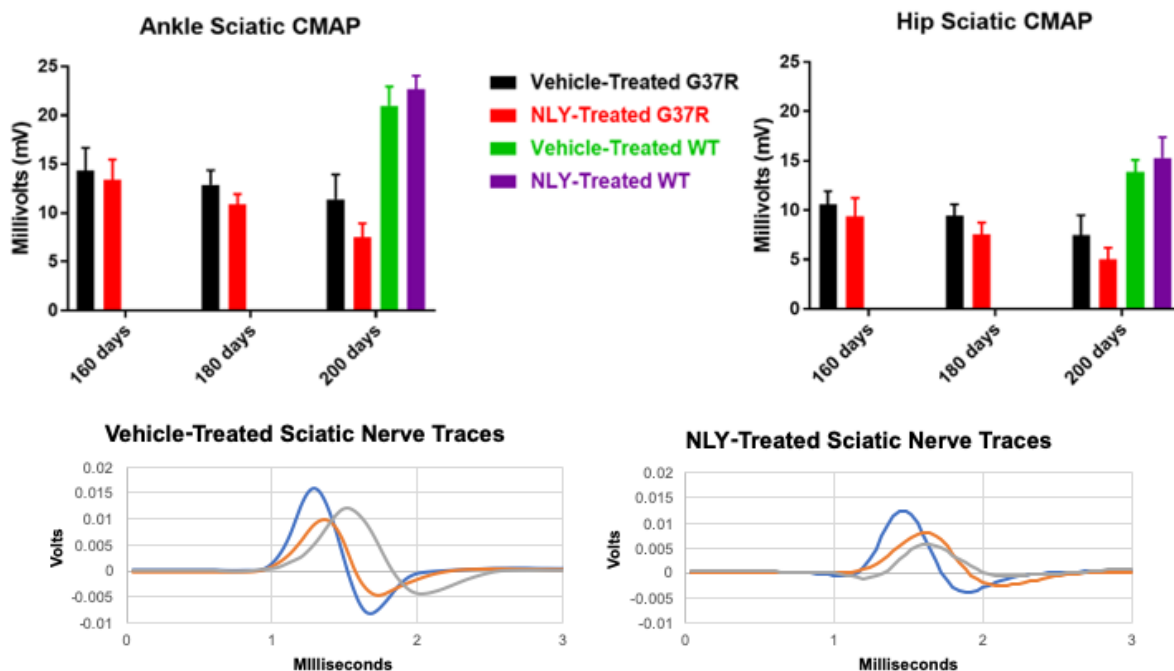 Ankle Sciatic CMAP
Millivolts (mV)
25
20
15
10
5
0
160 days
180 days
200 days
Vehicle-Treated G37R
NLY-Treated G37R
Vehicle-Treated WT
NLY-Treated WT
Hip Sciatic CMAP
Millivolts (mV)
25
20
15
10
5
0
160 days
180 days
200 days
Vehicle-Treated Sciatic Nerve Traces
Volts
0.02
0.015
0.01
0.005
0
-0.005
-0.01
0 1 2 3
MIlliseconds
NLY-Treated Sciatic Nerve Traces
Volts
0.02
0.015
0.01
0.005
0
-0.005
-0.01
0 1 2 3
Milliseconds